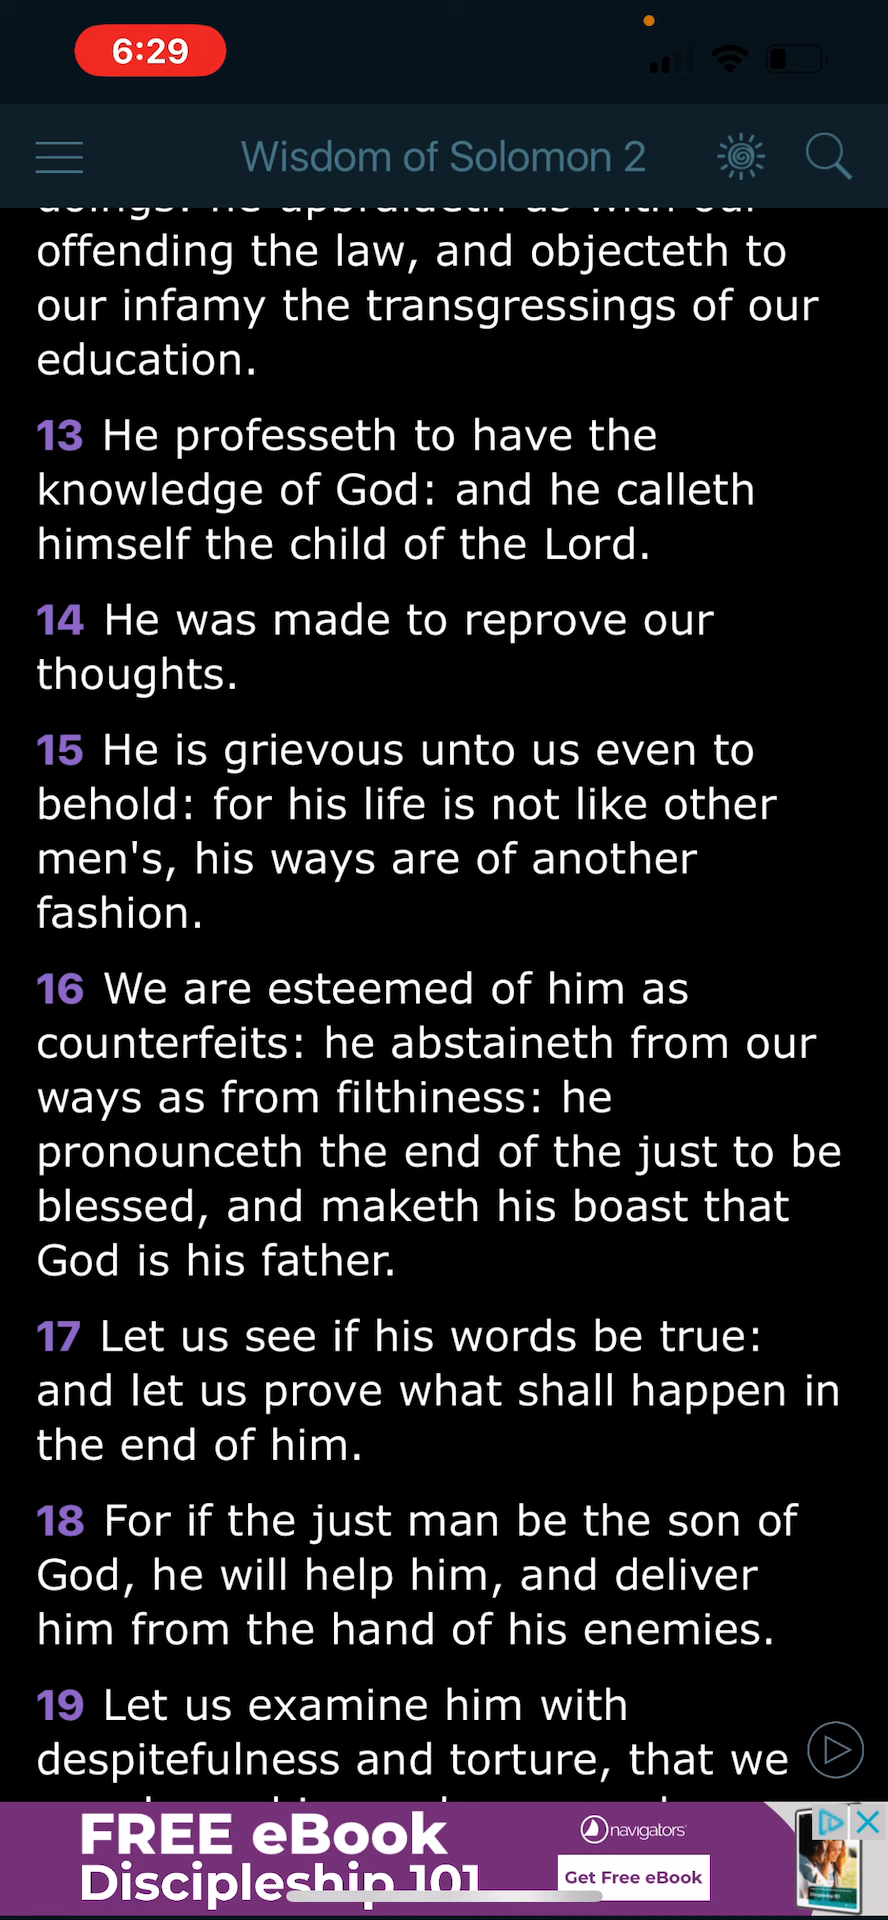 6:29
Wisdom of Solomon 2
offending the law, and objecteth to
our infamy the transgressings of our
education.
13 He professeth to have the
knowledge of God: and he calleth
himself the child of the Lord.
14 He was made to reprove our
thoughts.
15 He is grievous unto us even to
behold: for his life is not like other
men's, his ways are of another
fashion.
16 We are esteemed of him as
counterfeits: he abstaineth from our
ways as from filthiness: he
pronounceth the end of the just to be
blessed, and maketh his boast that
God is his father.
17 Let us see if his words be true:
and let us prove what shall happen in
the end of him.
18 For if the just man be the son of
God, he will help him, and deliver
him from the hand of his enemies.
19 Let us examine him with
despitefulness and torture, that we
FREE eBook
Discipleship 101
navigators
Get Free eBook